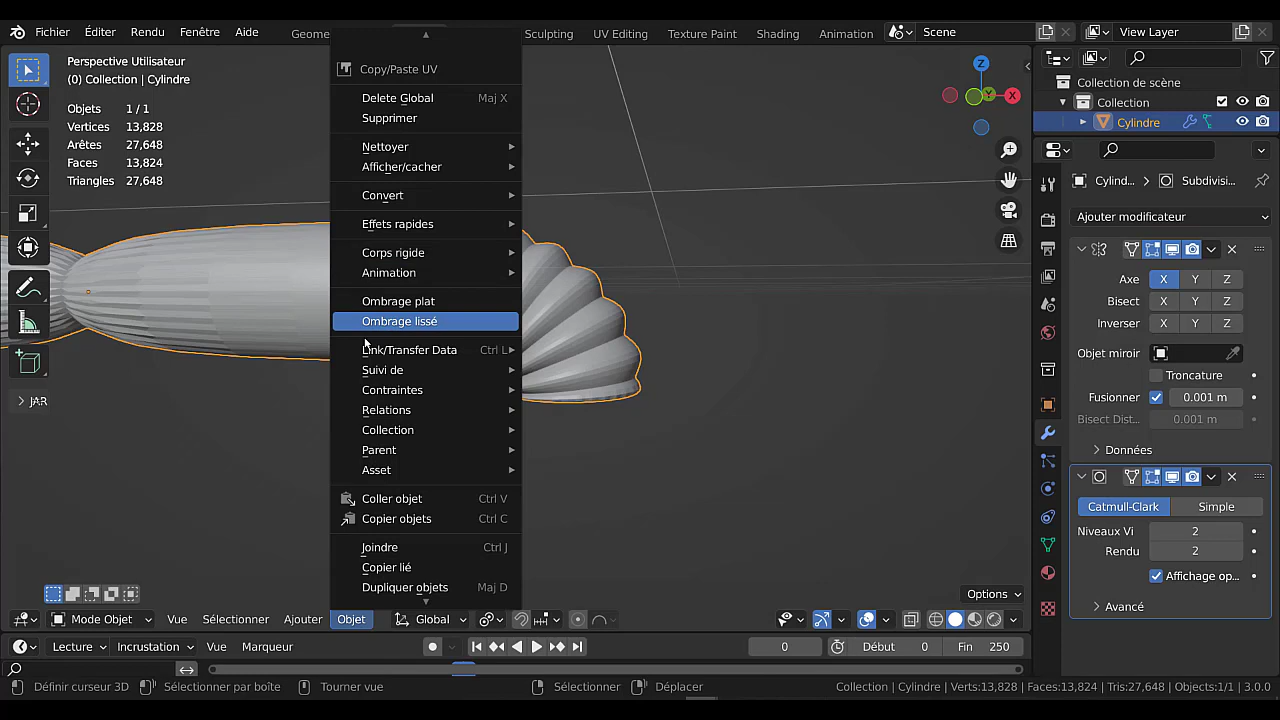 Fichier Éditer Rendu Fenêtre Aide Geome Sculpting UV Editing Texture Paint Shading Animation Scene View Layer
Perspective Utilisateur
(0) Collection | Cylindre
Objets 1 / 1
Vertices 13,828
Arêtes 27,648
Faces 13,824
Triangles 27,648
JAR
Copy/Paste UV
Delete Global Maj X
Supprimer
Nettoyer
Afficher/cacher
Convert
Effets rapides
Corps rigide
Animation
Ombrage plat
Ombrage lissé
Link/Transfer Data Ctrl L
Suivi de
Contraintes
Relations
Collection
Parent
Asset
Coller objet Ctrl V
Copier objets Ctrl C
Joindre Ctrl J
Copier lié
Dupliquer objets Maj D
Z
Y
X
Options
Collection de scène
Collection
Cylindre
Cylind... Subdivisi...
Ajouter modificateur
Axe X Y Z
Bisect X Y Z
Inverser X Y Z
Objet miroir
Troncature
Fusionner 0.001 m
Bisect Dist... 0.001 m
Données
Catmull-Clark Simple
Niveaux Vi 2
Rendu 2
Affichage op...
Avancé
Mode Objet Vue Sélectionner Ajouter Objet Global
Lecture Incrustation Vue Marqueur 0 Début 0 Fin 250
Définir curseur 3D Sélectionner par boîte Tourner vue Sélectionner Déplacer Collection | Cylindre | Verts:13,828 | Faces:13,824 | Tris:27,648 | Objects:1/1 | 3.0.0